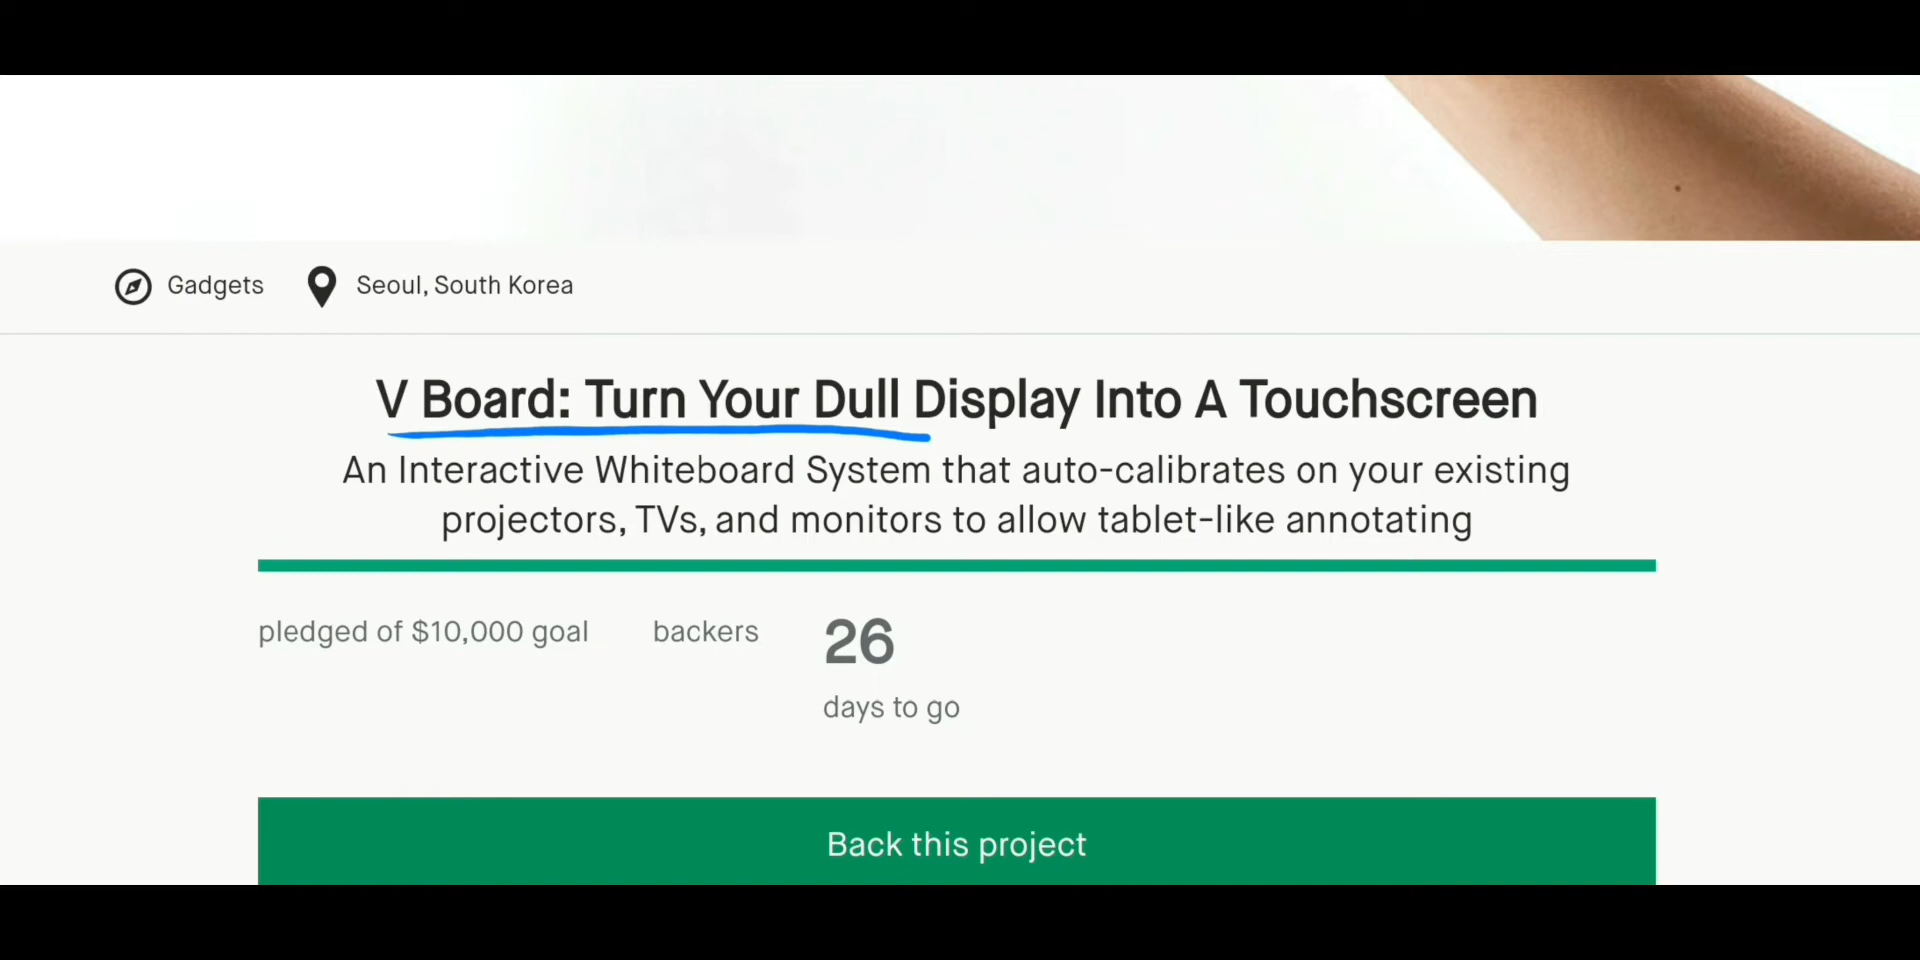 Gadgets Seoul, South Korea
V Board: Turn Your Dull Display Into A Touchscreen
An Interactive Whiteboard System that auto-calibrates on your existing
projectors, TVs, and monitors to allow tablet-like annotating
pledged of $10,000 goal backers 26
days to go
Back this project